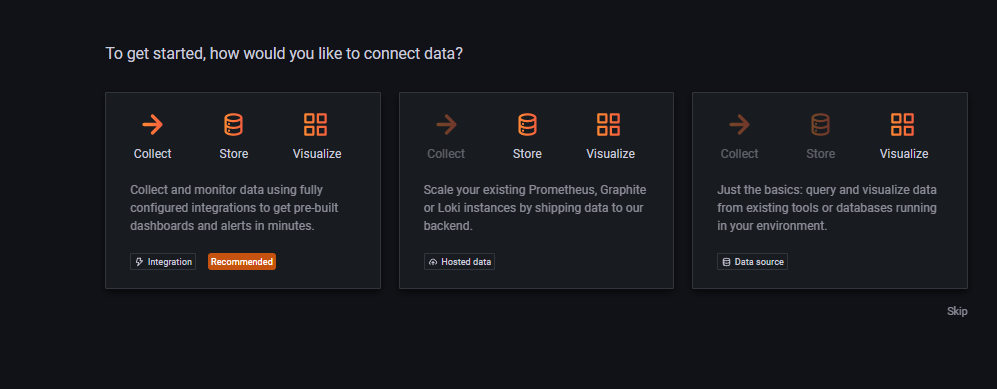 To get started, how would you like to connect data?
Collect Store Visualize
Collect and monitor data using fully
configured integrations to get pre-built
dashboards and alerts in minutes.
Integration Recommended
Collect Store Visualize
Scale your existing Prometheus, Graphite
or Loki instances by shipping data to our
backend.
Hosted data
Collect Store Visualize
Just the basics: query and visualize data
from existing tools or databases running
in your environment.
Data source
Skip